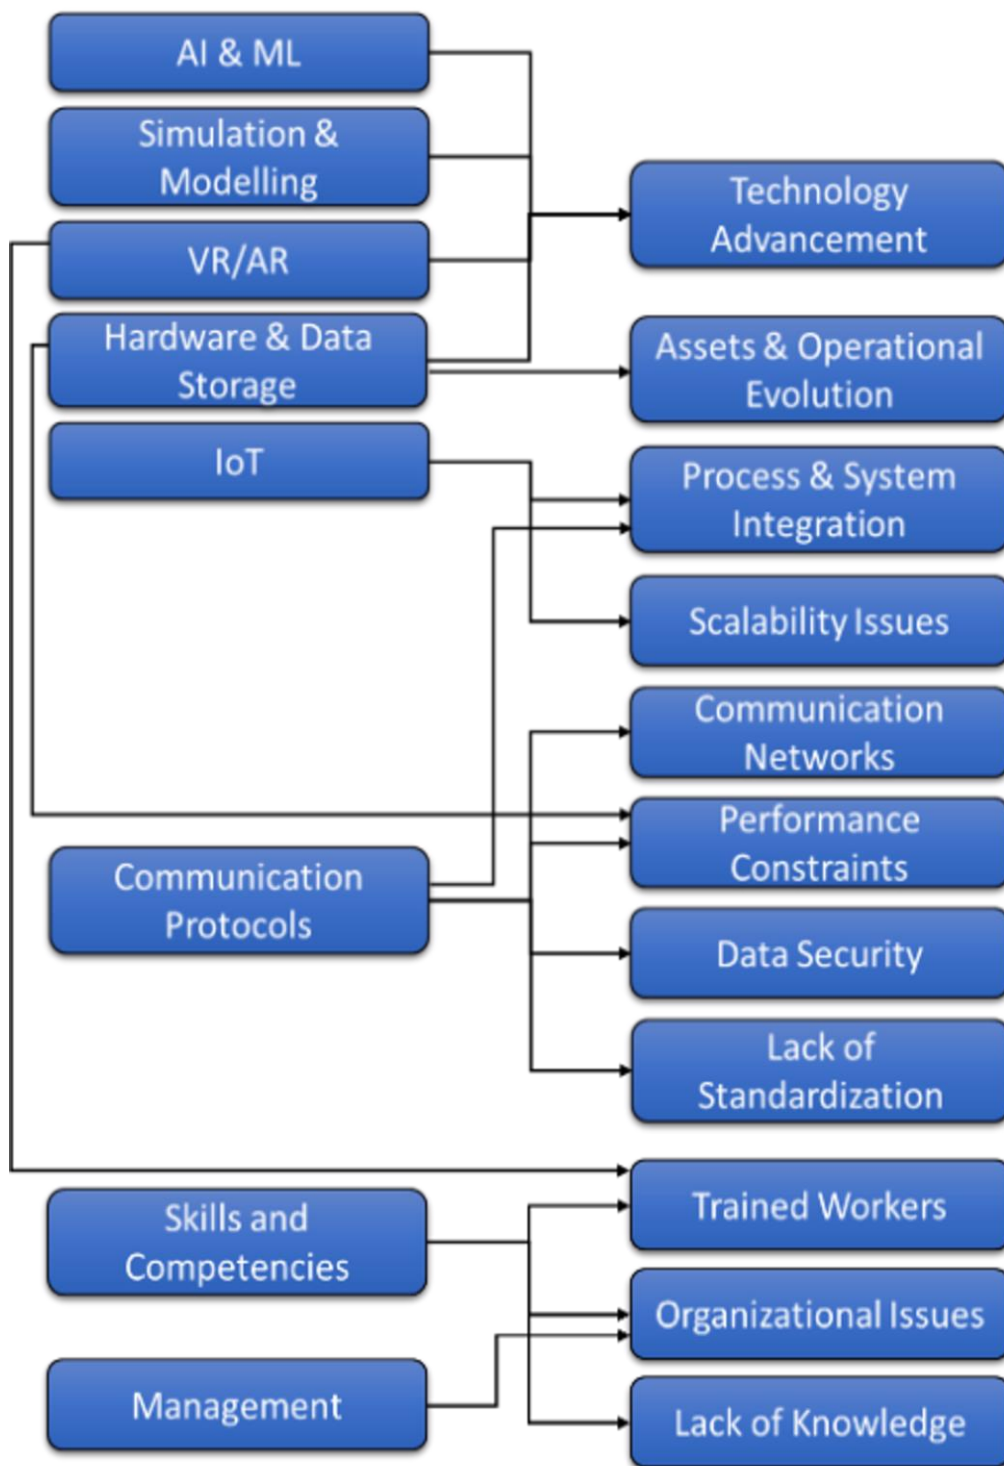 AI & ML
Simulation &
Modelling
VR/AR
Hardware & Data
Storage
IoT
Communication
Protocols
Skills and
Competencies
Management
Technology
Advancement
Assets & Operational
Evolution
Process & System
Integration
Scalability Issues
Communication
Networks
Performance
Constraints
Data Security
Lack of
Standardization
Trained Workers
Organizational Issues
Lack of Knowledge